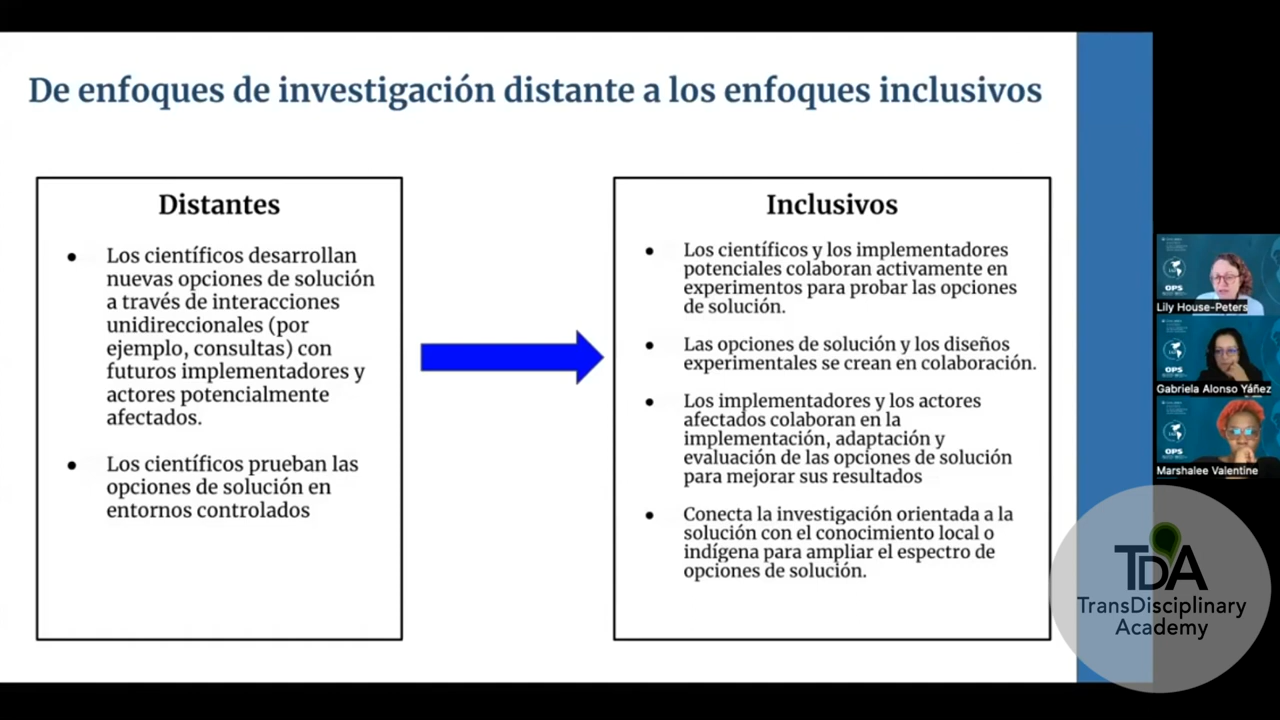 De enfoques de investigación distante a los enfoques inclusivos
Distantes
● Los científicos desarrollan
nuevas opciones de solución
a través de interacciones
unidireccionales (por
ejemplo, consultas) con
futuros implementadores y
actores potencialmente
afectados.
● Los científicos prueban las
opciones de solución en
entornos controlados
Inclusivos
● Los científicos y los implementadores
potenciales colaboran activamente en
experimentos para probar las opciones
de solución.
● Las opciones de solución y los diseños
experimentales se crean en colaboración.
● Los implementadores y los actores
afectados colaboran en la
implementación, adaptación y
evaluación de las opciones de solución
para mejorar sus resultados
● Conecta la investigación orientada a la
solución con el conocimiento local o
indígena para ampliar el espectro de
opciones de solución.
OPS
Lily House-Peters
OPS
Gabriela Alonso Yáñez
OPS
Marshalee Valentine
TDA
TransDisciplinary
Academy